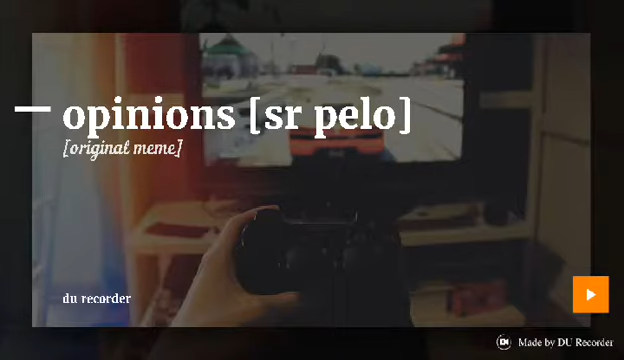 opinions [sr pelo]
[original meme]
du recorder
Made by DU Recorder